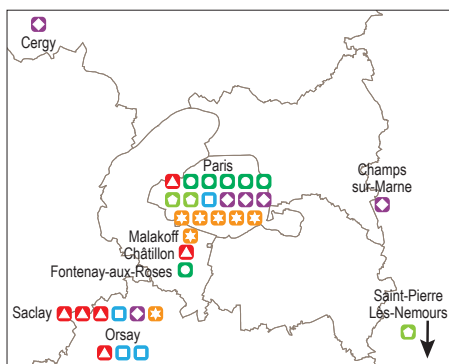 Cergy
Paris
Champs
sur-Marne
Malakoff
Châtillon
Fontenay-aux-Roses
Saclay
Saint-Pierre
Lès-Nemours
Orsay